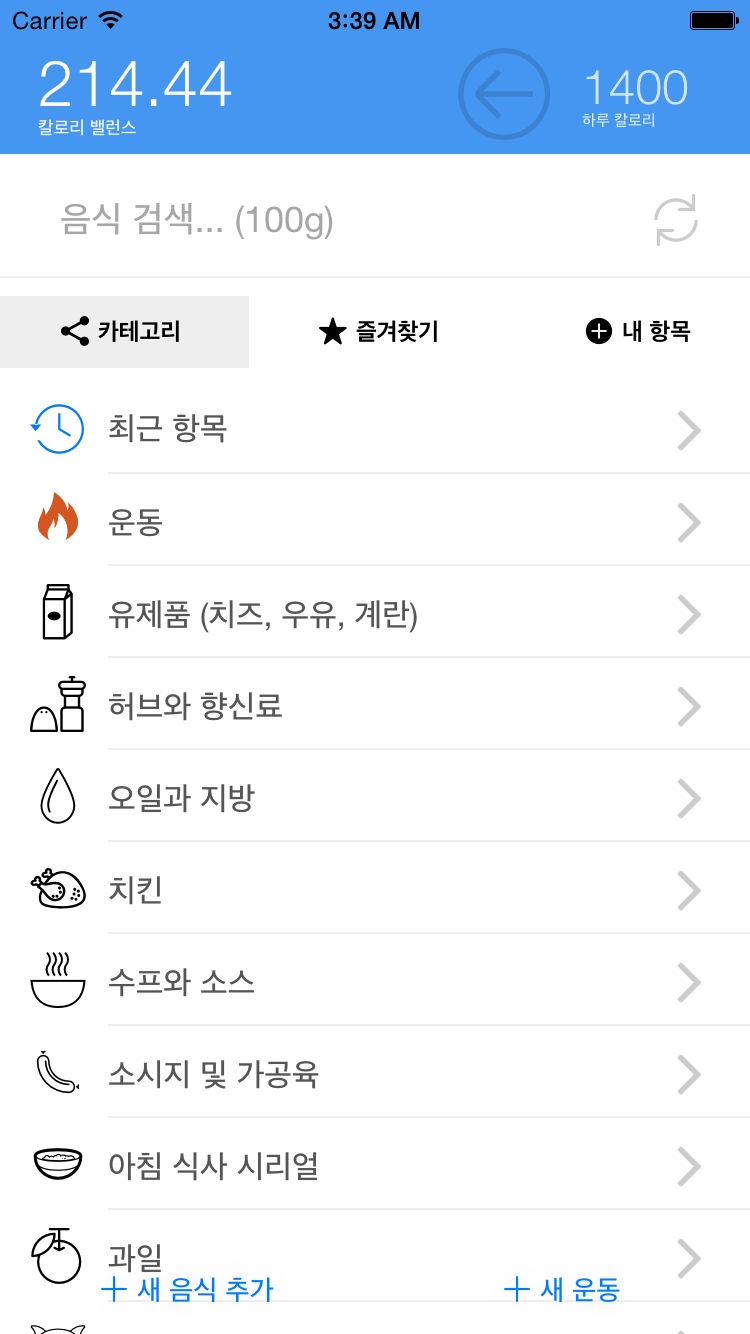 Carrier 3:39 AM
214.44 1400
칼로리 밸런스 하루 칼로리
음식 검색... (100g)
카테고리 즐겨찾기 내 항목
최근 항목
운동
유제품 (치즈, 우유, 계란)
허브와 향신료
오일과 지방
치킨
수프와 소스
소시지 및 가공육
아침 식사 시리얼
과일
+ 새 음식 추가 + 새 운동